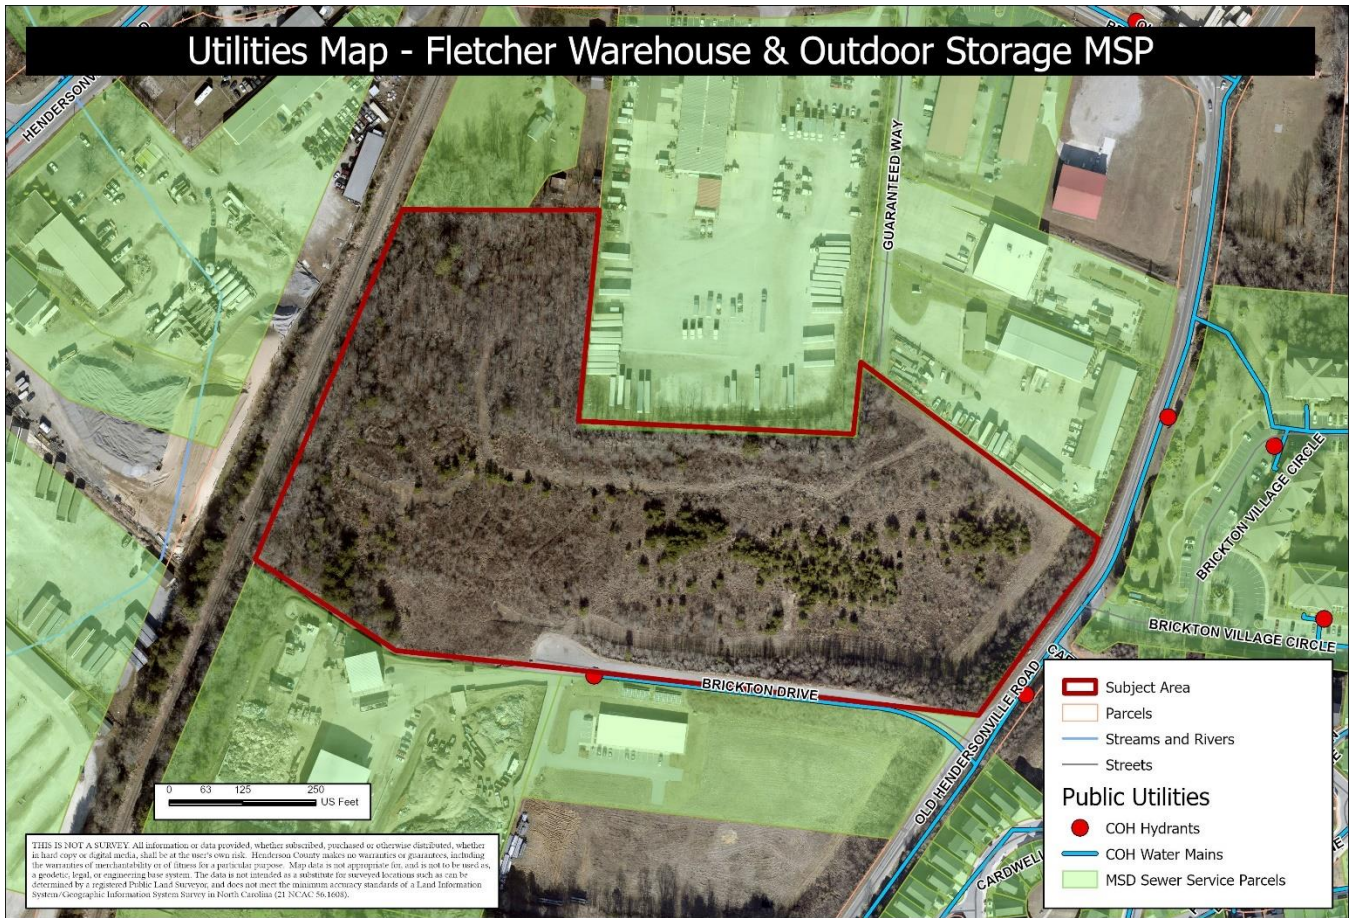 Utilities Map - Fletcher Warehouse & Outdoor Storage MSP
HENDERSONV
GUARANTEED WAY
BRICKTON VILLAGE CIRCLE
BRICKTON VILLAGE CIRCLE
BRICKTON DRIVE
OLD HENDERSONVILLE ROAD
CARDWELL
Subject Area
Parcels
Streams and Rivers
Streets
Public Utilities
COH Hydrants
COH Water Mains
MSD Sewer Service Parcels
0 63 125 250
US Feet
THIS IS NOT A SURVEY. All information or data provided, whether subscribed, purchased or otherwise distributed, whether
in hard copy or digital media, shall be at the user's own risk. Henderson County makes no warranties or guarantees, including
the warranties of merchantability or of fitness for a particular purpose. Map data is not appropriate for, and is not to be used as,
a geodetic, legal, or engineering base system. The data is not intended as a substitute for surveyed locations such as can be
determined by a registered Public Land Surveyor, and does not meet the minimum accuracy standards of a Land Information
System/Geographic Information System Survey in North Carolina (21 NCAC 56.1608).